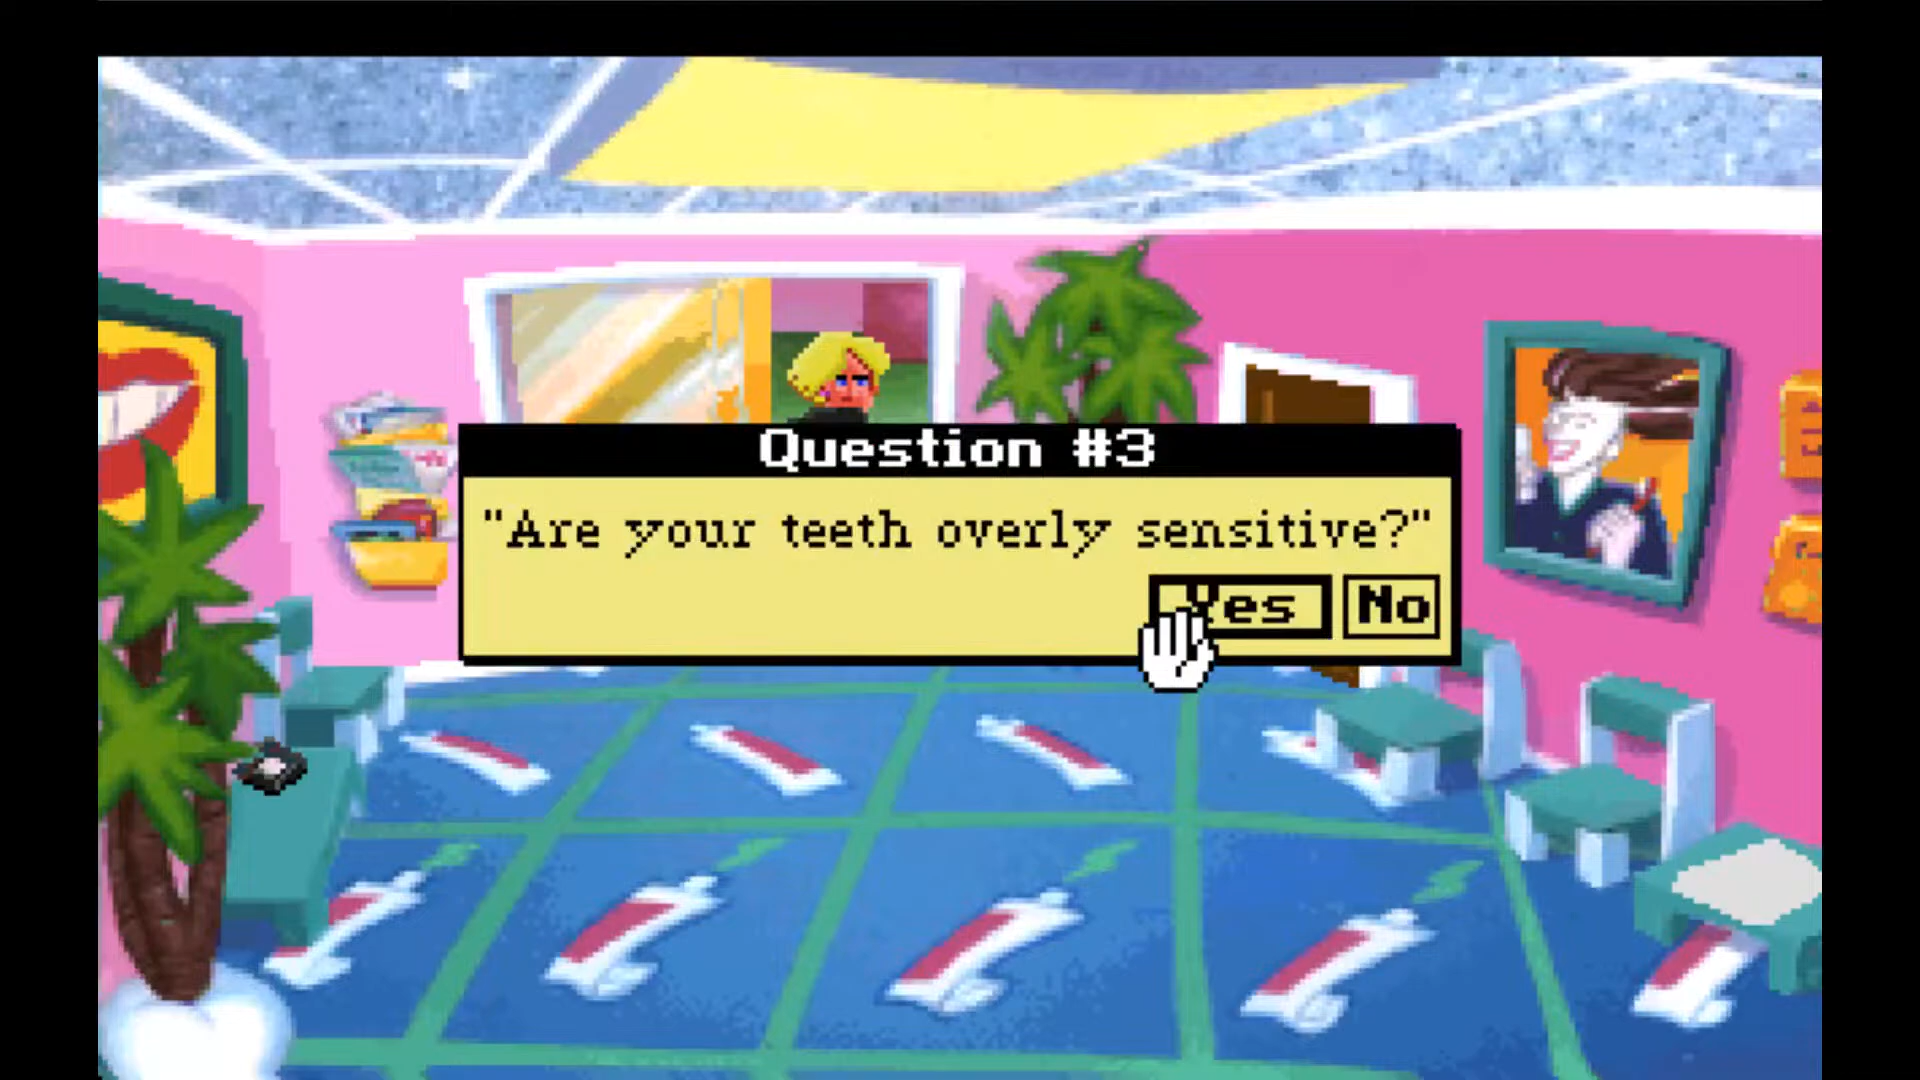 Question #3
"Are your teeth overly sensitive?"
Yes No